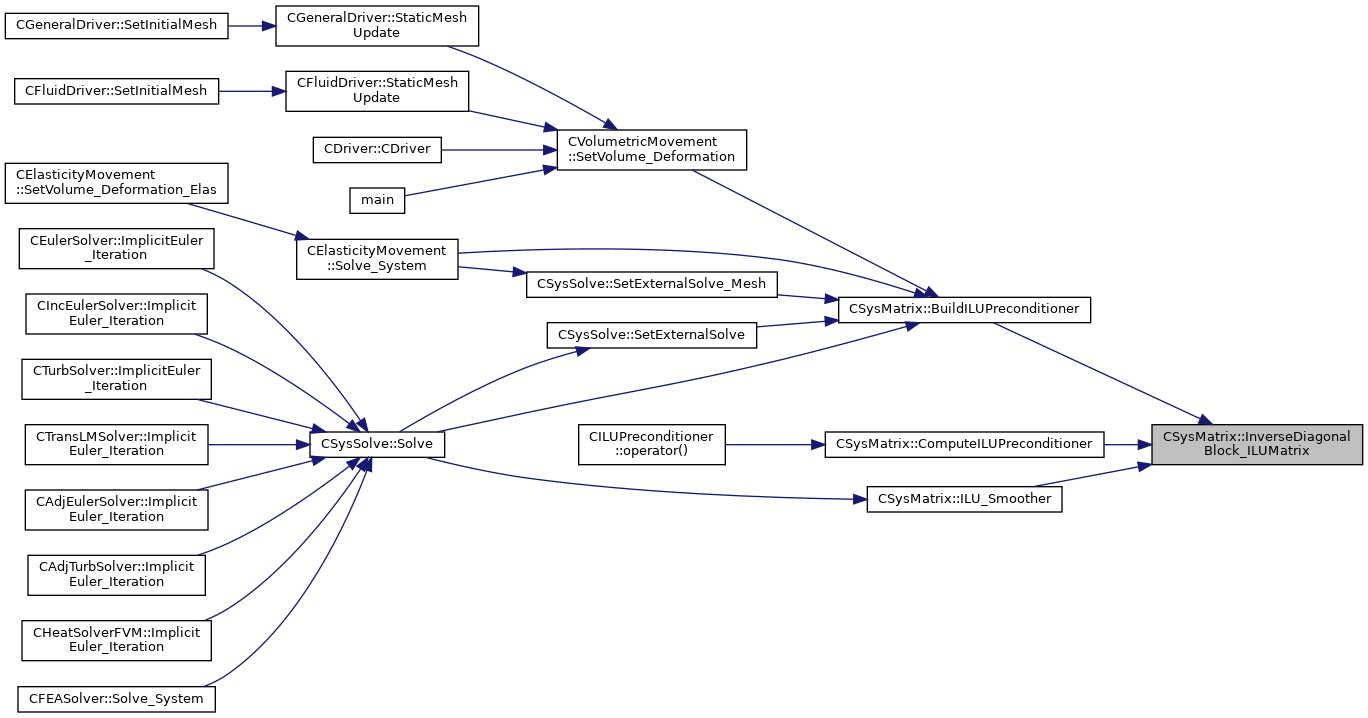 CGeneralDriver::SetInitialMesh
CGeneralDriver::StaticMesh
Update
CFluidDriver::SetInitialMesh
CFluidDriver::StaticMesh
Update
CDriver::CDriver
CVolumetricMovement
::SetVolume_Deformation
main
CElasticityMovement
::SetVolume_Deformation_Elas
CElasticityMovement
::Solve_System
CEulerSolver::ImplicitEuler
_Iteration
CSysSolve::SetExternalSolve_Mesh
CIncEulerSolver::Implicit
Euler_Iteration
CSysSolve::SetExternalSolve
CSysMatrix::BuildILUPreconditioner
CTurbSolver::ImplicitEuler
_Iteration
CTransLMSolver::Implicit
Euler_Iteration
CSysSolve::Solve
CILUPreconditioner
::operator()
CSysMatrix::ComputeILUPreconditioner
CSysMatrix::InverseDiagonal
Block_ILUMatrix
CSysMatrix::ILU_Smoother
CAdjEulerSolver::Implicit
Euler_Iteration
CAdjTurbSolver::Implicit
Euler_Iteration
CHeatSolverFVM::Implicit
Euler_Iteration
CFEASolver::Solve_System